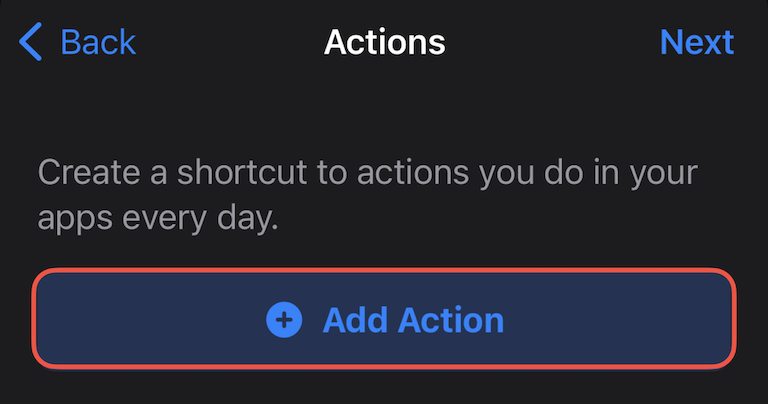 Back
Actions
Next
Create a shortcut to actions you do in your
apps every day.
Add Action